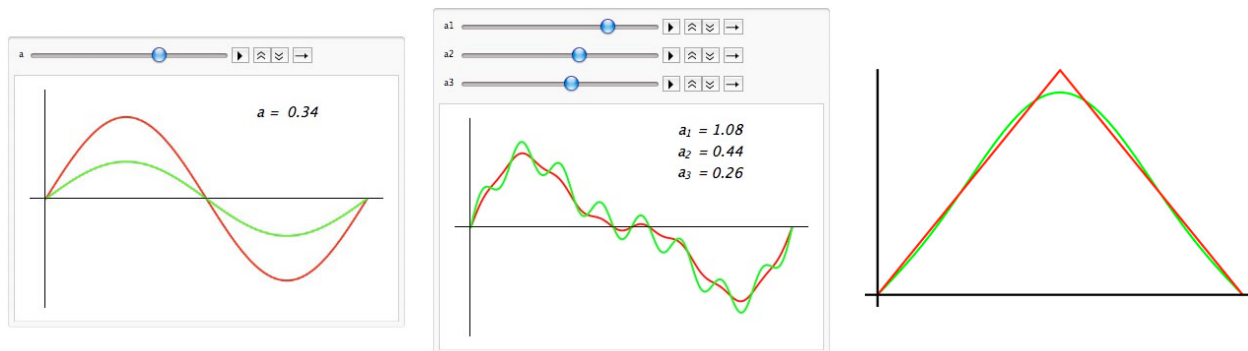 a
a = 0.34
a1
a2
a3
a₁ = 1.08
a₂ = 0.44
a₃ = 0.26